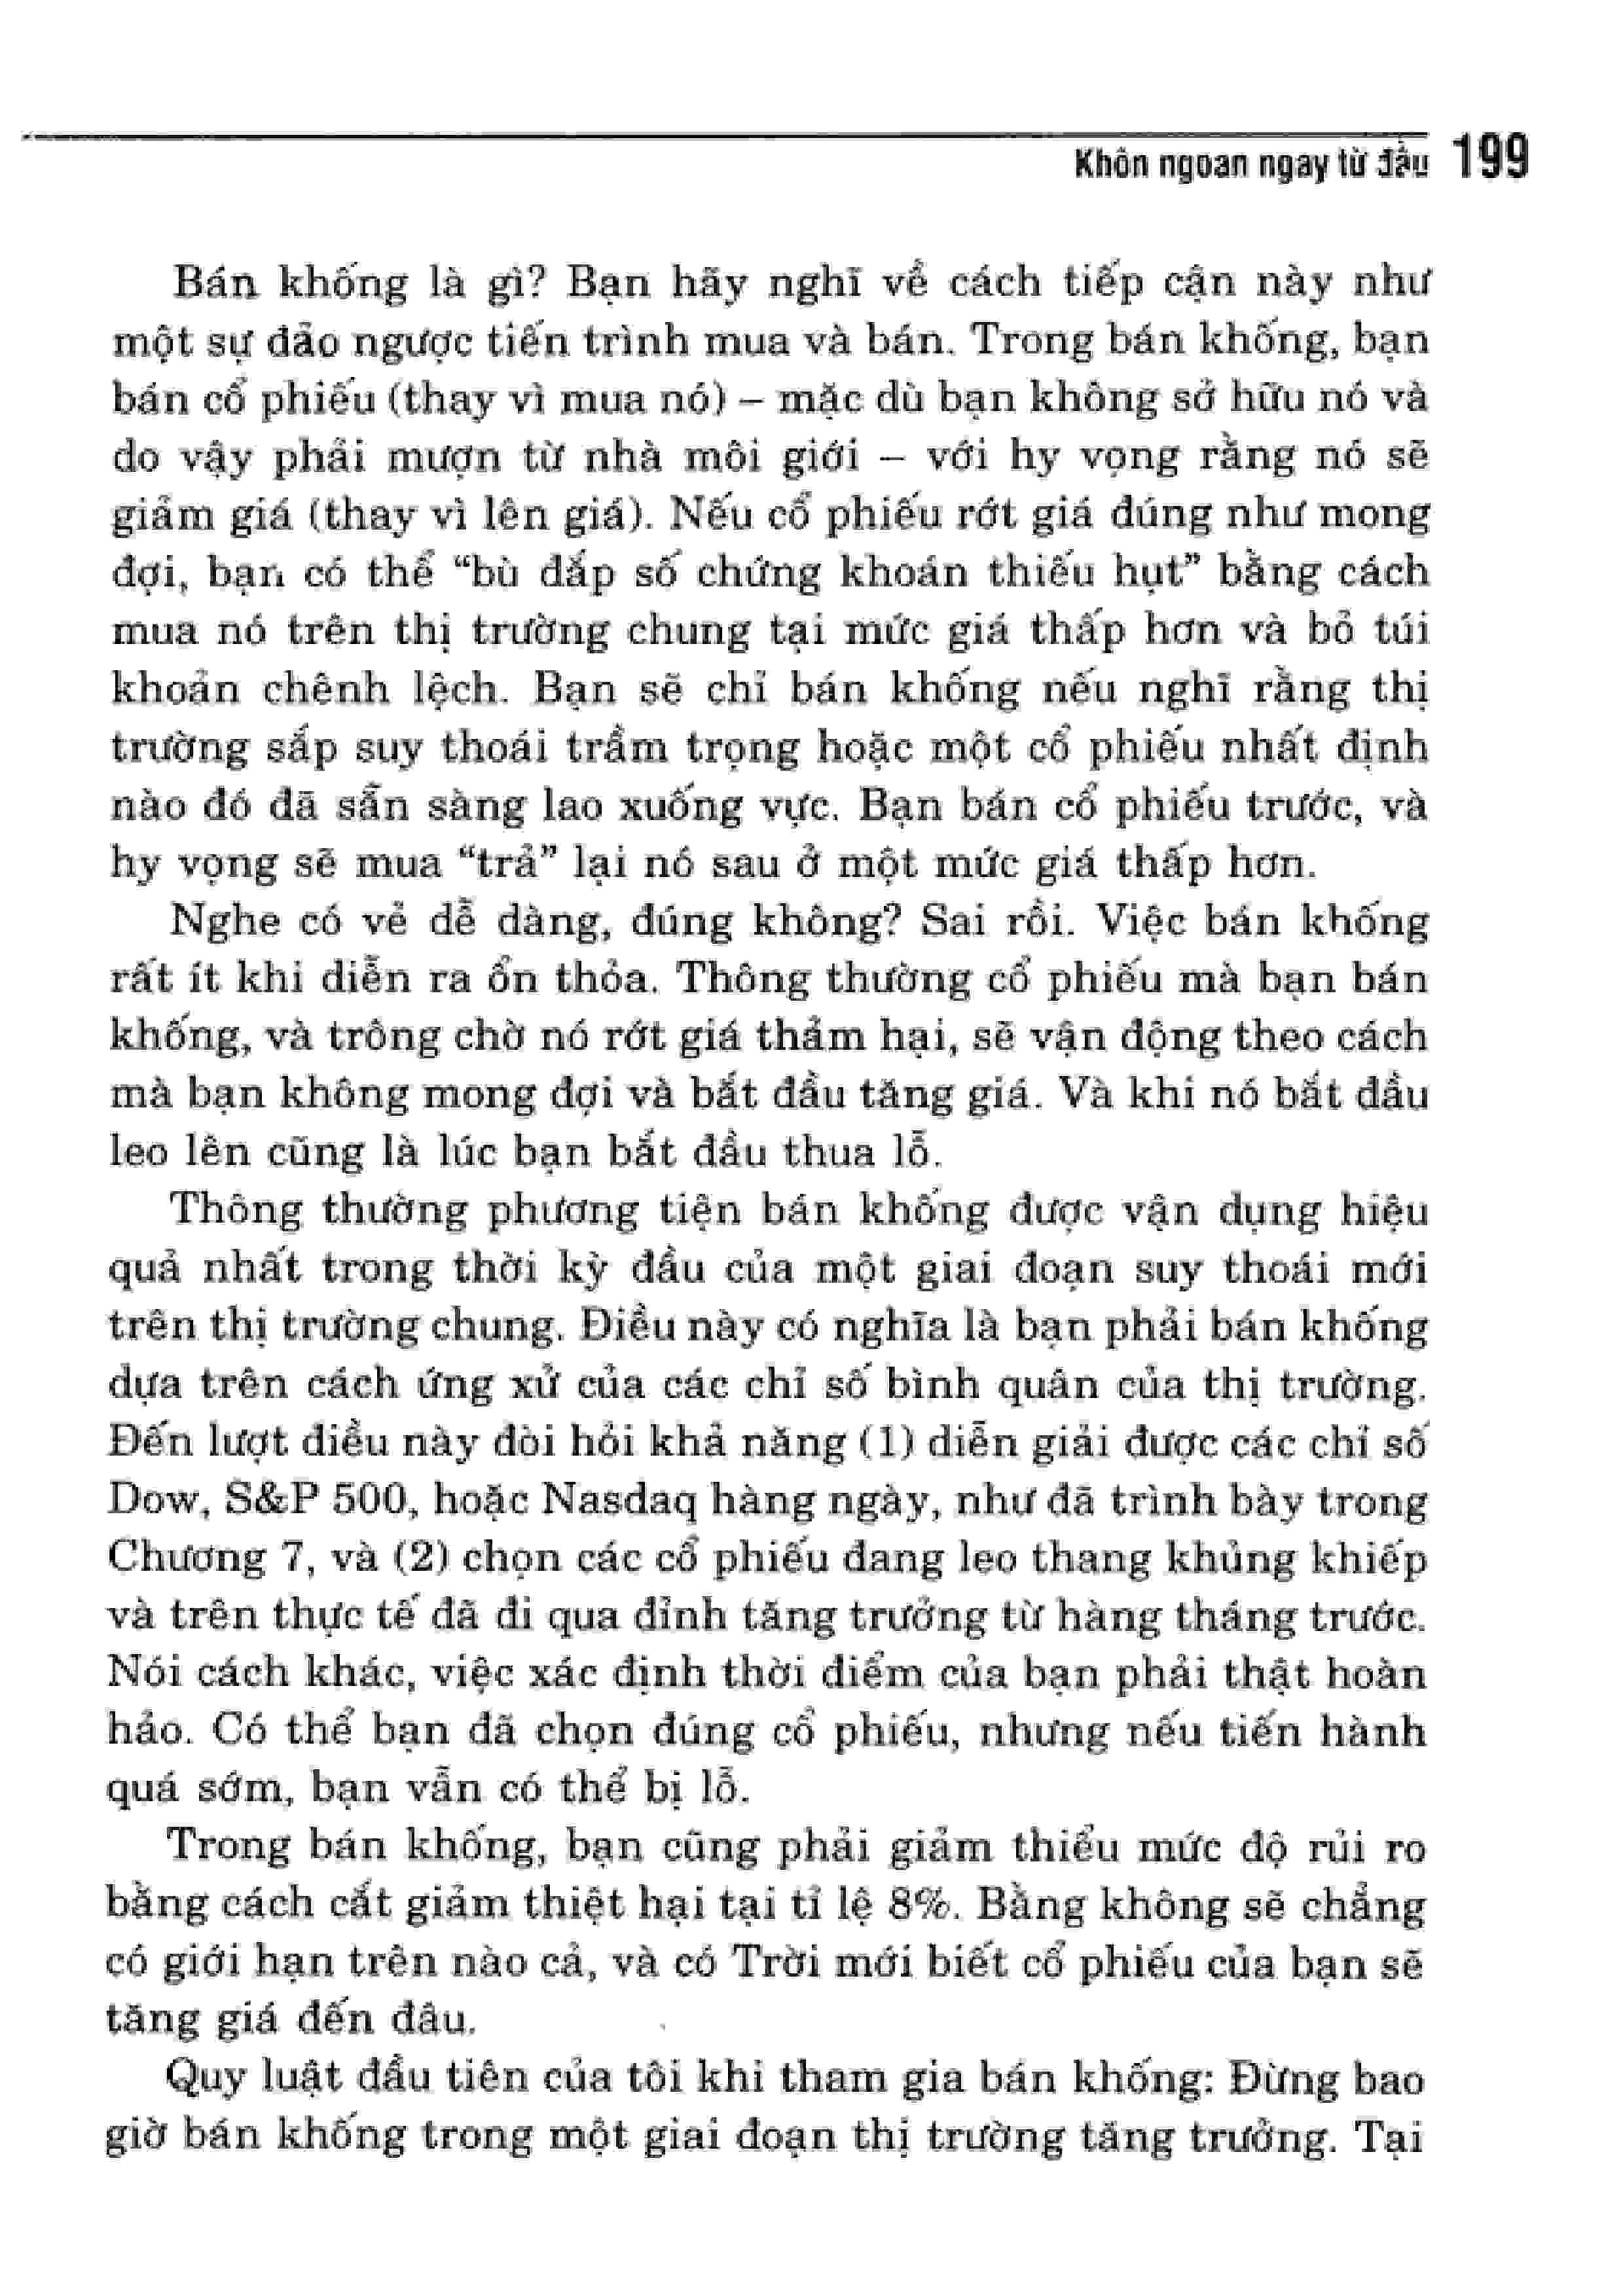 Khôn ngoan ngay từ đầu 199
Bán khống là gì? Bạn hãy nghĩ về cách tiếp cận này như
một sự đảo ngược tiến trình mua và bán. Trong bán khống, bạn
bán cổ phiếu (thay vì mua nó) – mặc dù bạn không sở hữu nó và
do vậy phải mượn từ nhà môi giới – với hy vọng rằng nó sẽ
giảm giá (thay vì lên giá). Nếu cổ phiếu rớt giá đúng như mong
đợi, bạn có thể “bù đắp số chứng khoán thiếu hụt” bằng cách
mua nó trên thị trường chung tại mức giá thấp hơn và bỏ túi
khoản chênh lệch. Bạn sẽ chỉ bán khống nếu nghĩ rằng thị
trường sắp suy thoái trầm trọng hoặc một cổ phiếu nhất định
nào đó đã sẵn sàng lao xuống vực. Bạn bán cổ phiếu trước, và
hy vọng sẽ mua “trả” lại nó sau ở một mức giá thấp hơn.
Nghe có vẻ dễ dàng, đúng không? Sai rồi. Việc bán khống
rất ít khi diễn ra ổn thỏa. Thông thường cổ phiếu mà bạn bán
khống, và trông chờ nó rớt giá thảm hại, sẽ vận động theo cách
mà bạn không mong đợi và bắt đầu tăng giá. Và khi nó bắt đầu
leo lên cũng là lúc bạn bắt đầu thua lỗ.
Thông thường phương tiện bán khống được vận dụng hiệu
quả nhất trong thời kỳ đầu của một giai đoạn suy thoái mới
trên thị trường chung. Điều này có nghĩa là bạn phải bán khống
dựa trên cách ứng xử của các chỉ số bình quân của thị trường.
Đến lượt điều này đòi hỏi khả năng (1) diễn giải được các chỉ số
Dow, S&P 500, hoặc Nasdaq hàng ngày, như đã trình bày trong
Chương 7, và (2) chọn các cổ phiếu đang leo thang khủng khiếp
và trên thực tế đã đi qua đỉnh tăng trưởng từ hàng tháng trước.
Nói cách khác, việc xác định thời điểm của bạn phải thật hoàn
hảo. Có thể bạn đã chọn đúng cổ phiếu, nhưng nếu tiến hành
quá sớm, bạn vẫn có thể bị lỗ.
Trong bán khống, bạn cũng phải giảm thiểu mức độ rủi ro
bằng cách cắt giảm thiệt hại tại tỉ lệ 8%. Bằng không sẽ chẳng
có giới hạn trên nào cả, và có Trời mới biết cổ phiếu của bạn sẽ
tăng giá đến đâu.
Quy luật đầu tiên của tôi khi tham gia bán khống: Đừng bao
giờ bán khống trong một giai đoạn thị trường tăng trưởng. Tại